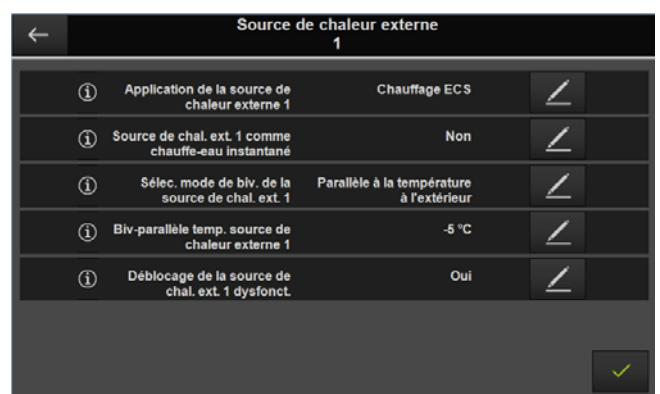 Source de chaleur externe
1
Application de la source de
chaleur externe 1
Chauffage ECS
Source de chal. ext. 1 comme
chauffe-eau instantané
Non
Sélec. mode de biv. de la
source de chal. ext. 1
Parallèle à la température
à l'extérieur
Biv-parallèle temp. source de
chaleur externe 1
-5 °C
Déblocage de la source de
chal. ext. 1 dysfonct.
Oui